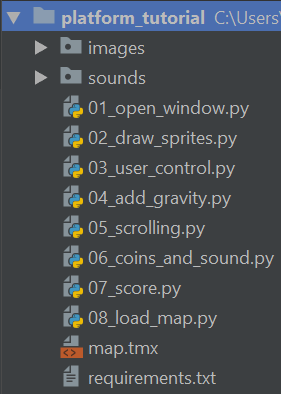 platform_tutorial C:\Users\
images
sounds
01_open_window.py
02_draw_sprites.py
03_user_control.py
04_add_gravity.py
05_scrolling.py
06_coins_and_sound.py
07_score.py
08_load_map.py
map.tmx
requirements.txt